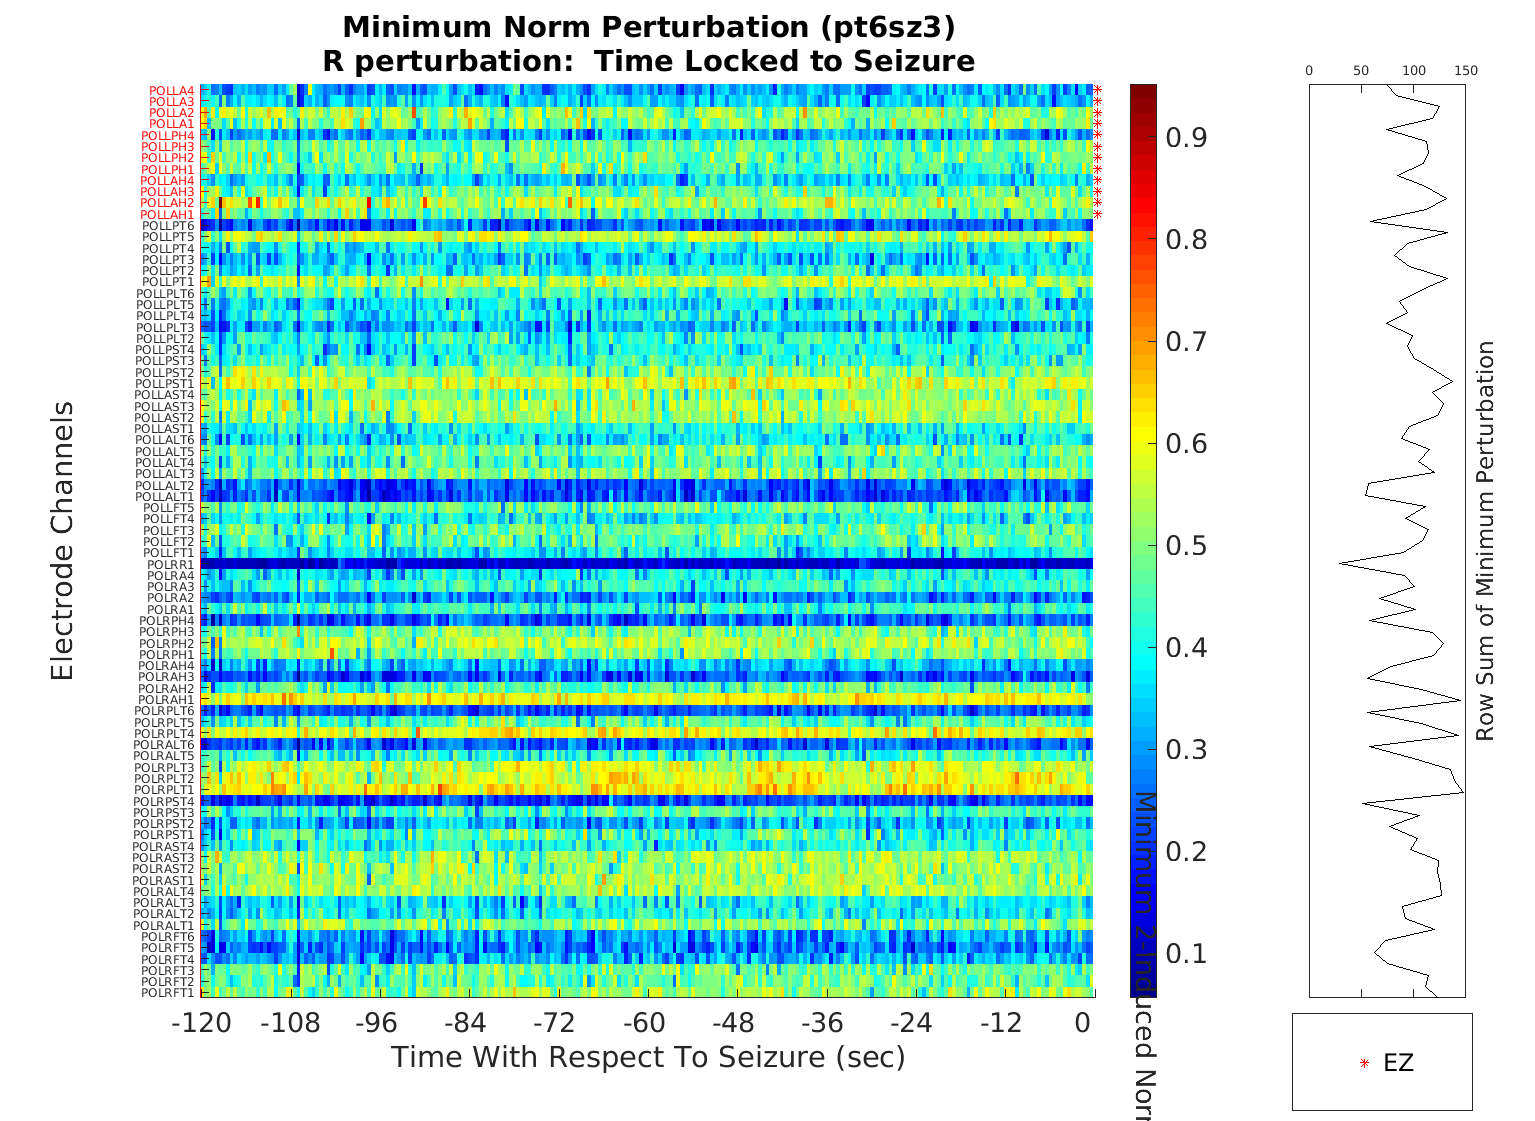 Minimum Norm Perturbation (pt6sz3)
R perturbation: Time Locked to Seizure
Electrode Channels
POLLA4
POLLA3
POLLA2
POLLA1
POLLPH4
POLLPH3
POLLPH2
POLLPH1
POLLAH4
POLLAH3
POLLAH2
POLLAH1
POLLPT6
POLLPT5
POLLPT4
POLLPT3
POLLPT2
POLLPT1
POLLPLT6
POLLPLT5
POLLPLT4
POLLPLT3
POLLPLT2
POLLPST4
POLLPST3
POLLPST2
POLLPST1
POLLAST4
POLLAST3
POLLAST2
POLLAST1
POLLALT6
POLLALT5
POLLALT4
POLLALT3
POLLALT2
POLLALT1
POLLFT5
POLLFT4
POLLFT3
POLLFT2
POLLFT1
POLRR1
POLRA4
POLRA3
POLRA2
POLRA1
POLRPH4
POLRPH3
POLRPH2
POLRPH1
POLRAH4
POLRAH3
POLRAH2
POLRAH1
POLRPLT6
POLRPLT5
POLRPLT4
POLRALT6
POLRALT5
POLRPLT3
POLRPLT2
POLRPLT1
POLRPST4
POLRPST3
POLRPST2
POLRPST1
POLRAST4
POLRAST3
POLRAST2
POLRAST1
POLRALT4
POLRALT3
POLRALT2
POLRALT1
POLRFT6
POLRFT5
POLRFT4
POLRFT3
POLRFT2
POLRFT1
-120 -108 -96 -84 -72 -60 -48 -36 -24 -12 0
Time With Respect To Seizure (sec)
0.9
0.8
0.7
0.6
0.5
0.4
0.3
0.2
0.1
Minimum 2-Induced Norm
0 50 100 150
Row Sum of Minimum Perturbation
EZ